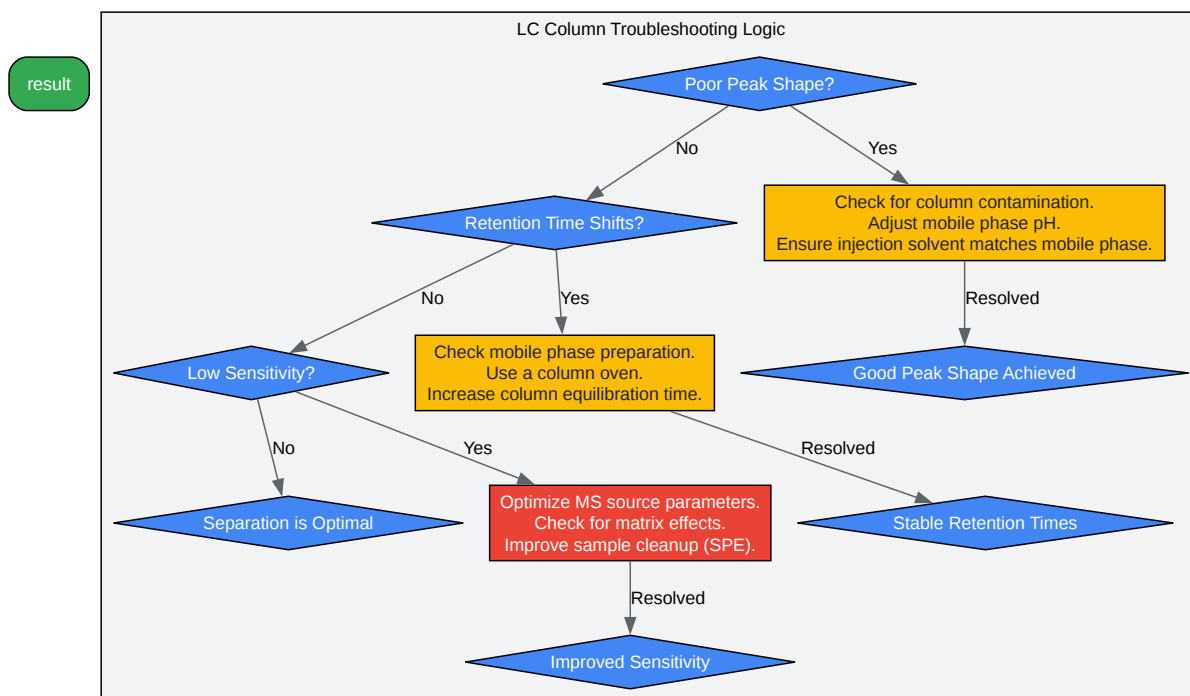 LC Column Troubleshooting Logic
result
Poor Peak Shape?
No
Yes
Retention Time Shifts?
Check for column contamination.
Adjust mobile phase pH.
Ensure injection solvent matches mobile phase.
No
Yes
Resolved
Low Sensitivity?
Check mobile phase preparation.
Use a column oven.
Increase column equilibration time.
Good Peak Shape Achieved
No
Yes
Resolved
Separation is Optimal
Optimize MS source parameters.
Check for matrix effects.
Improve sample cleanup (SPE).
Stable Retention Times
Resolved
Improved Sensitivity